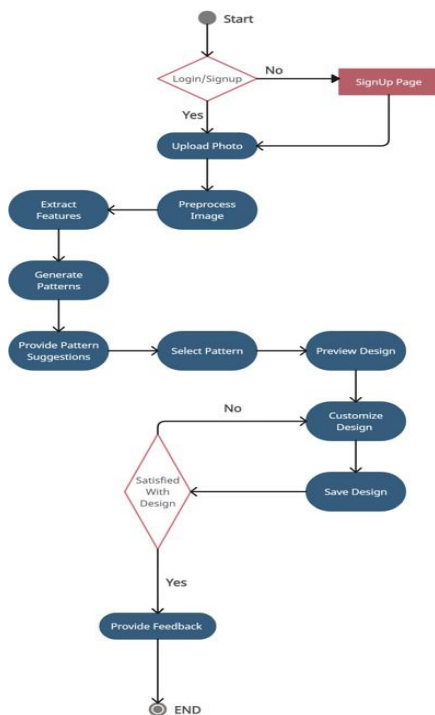 Start
Login/Signup
No
SignUp Page
Yes
Upload Photo
Preprocess
Image
Extract
Features
Generate
Patterns
Provide Pattern
Suggestions
Select Pattern
Preview Design
No
Customize
Design
Satisfied
With
Design
Save Design
Yes
Provide Feedback
END